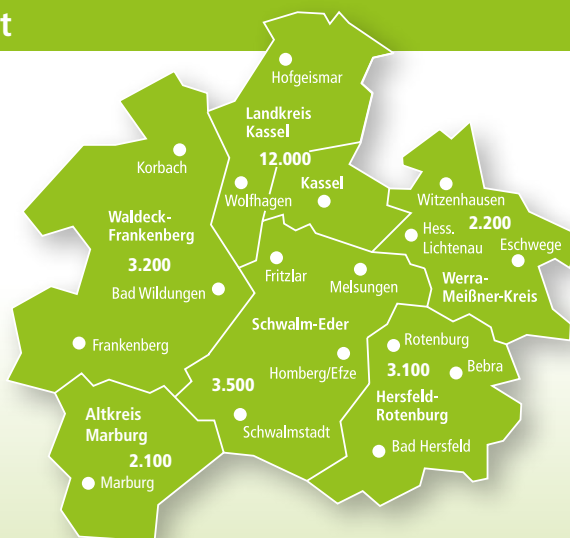 t
Hofgeismar
Landkreis
Kassel
12.000
Korbach
Wolfhagen
Kassel
Witzenhausen
Waldeck-
Frankenberg
3.200
Hess.
Lichtenau
2.200
Eschwege
Fritzlar
Melsungen
Werra-
Meißner-Kreis
Bad Wildungen
Schwalm-Eder
Frankenberg
Rotenburg
Homberg/Efze
3.100
Bebra
3.500
Hersfeld-
Rotenburg
Altkreis
Marburg
Schwalmstadt
Bad Hersfeld
2.100
Marburg